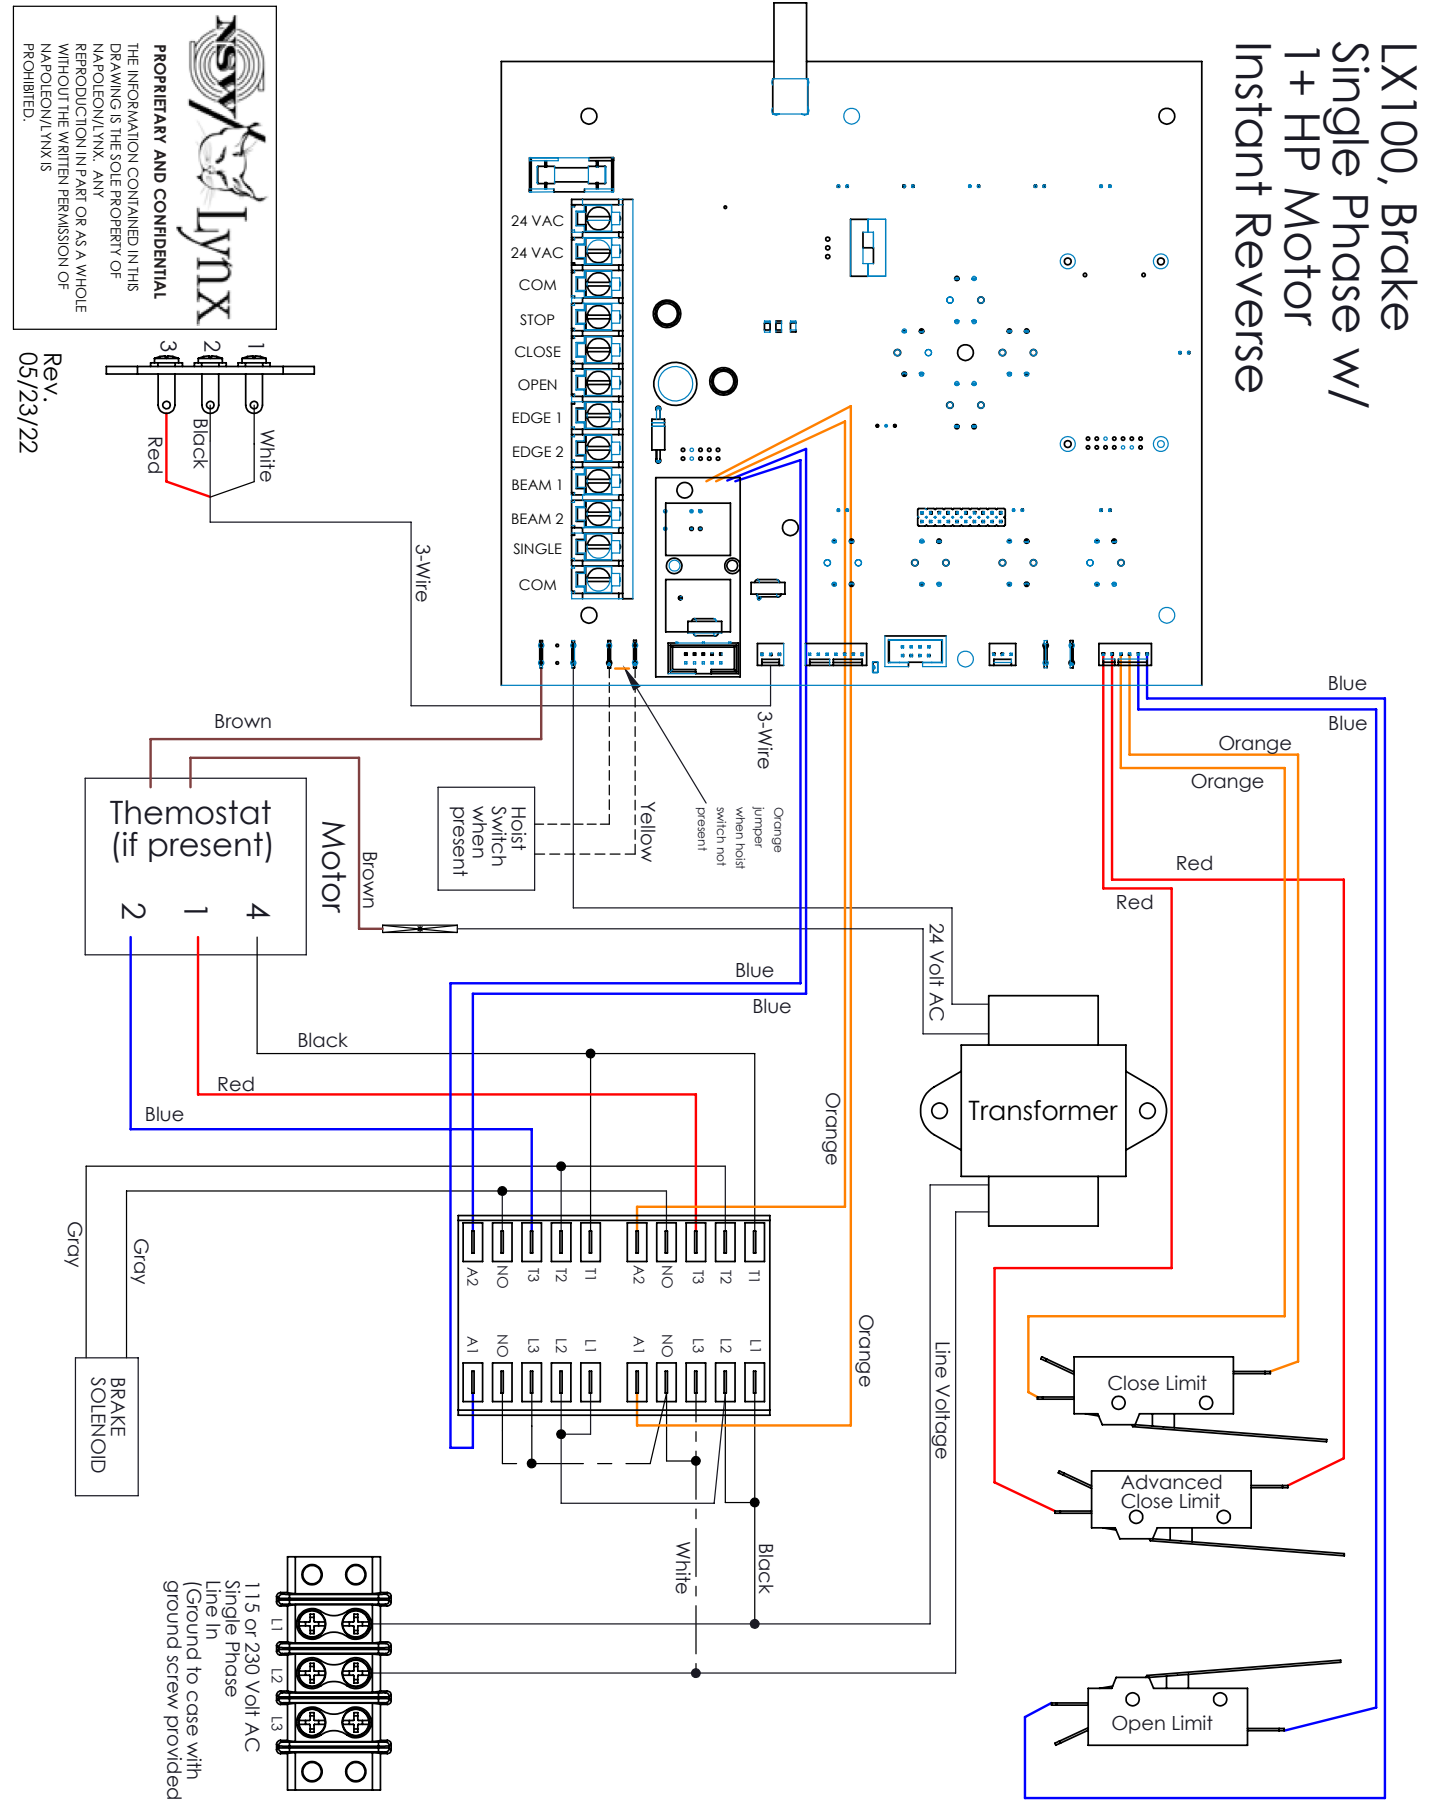 LX100, Brake
Single Phase w/
1+ HP Motor
Instant Reverse
NSW
Lynx
PROPRIETARY AND CONFIDENTIAL
THE INFORMATION CONTAINED IN THIS
DRAWING IS THE SOLE PROPERTY OF
NAPOLEON/LYNX. ANY
REPRODUCTION IN PART OR AS A WHOLE
WITHOUT THE WRITTEN PERMISSION OF
NAPOLEON/LYNX IS
PROHIBITED.
Rev.
05/23/22
24 VAC
24 VAC
COM
STOP
CLOSE
OPEN
EDGE 1
EDGE 2
BEAM 1
BEAM 2
SINGLE
COM
1
2
3
White
Black
Red
3-Wire
3-Wire
Brown
Themostat
(if present)
Motor
Brown
2
1
4
Hoist
Switch
when
present
Yellow
Orange
jumper
when hoist
switch not
present
Blue
Blue
Orange
Orange
Red
Red
24 Volt AC
Transformer
Blue
Blue
Black
Red
Blue
Orange
Orange
Gray
Gray
BRAKE
SOLENOID
A2
NO
T3
T2
T1
A2
NO
T3
T2
T1
A1
NO
L3
L2
L1
A1
NO
L3
L2
L1
Line Voltage
Close Limit
Advanced
Close Limit
Open Limit
White
Black
L1
L2
L3
115 or 230 Volt AC
Single Phase
Line In
(Ground to case with
ground screw provided